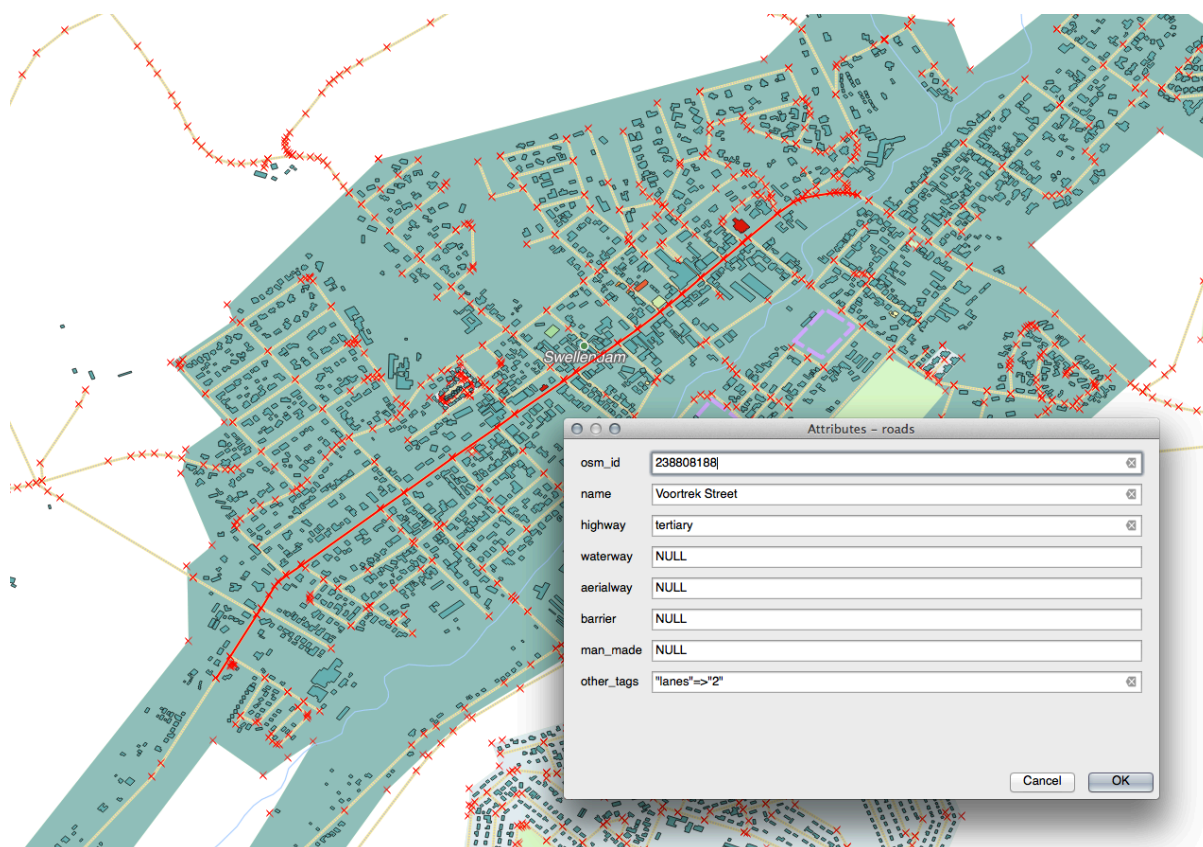 Swellendam
Attributes - roads
osm_id 238808188
name Voortrek Street
highway tertiary
waterway NULL
aerialway NULL
barrier NULL
man_made NULL
other_tags "lanes"=>"2"
Cancel OK